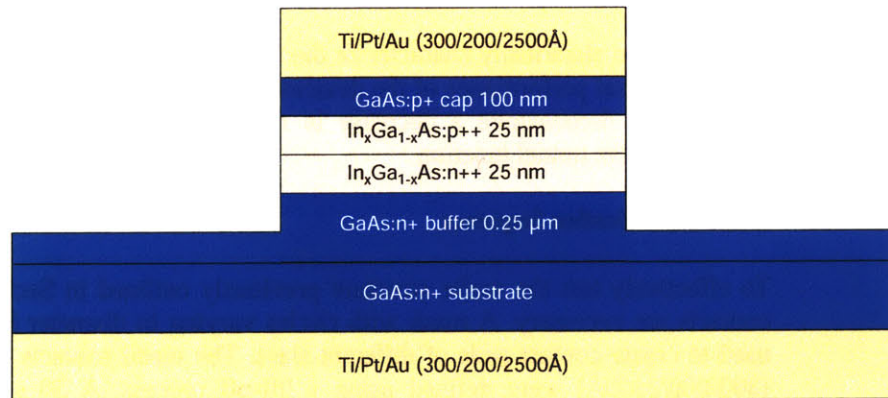 Ti/Pt/Au (300/200/2500Å)
GaAs:p+ cap 100 nm
InₓGa₁₋ₓAs:p++ 25 nm
InₓGa₁₋ₓAs:n++ 25 nm
GaAs:n+ buffer 0.25 µm
GaAs:n+ substrate
Ti/Pt/Au (300/200/2500Å)